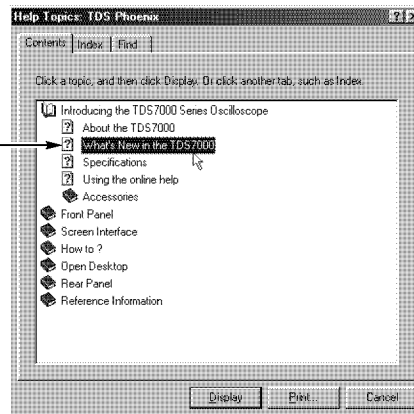 Help Topics: TDS Phoenix
Contents Index Find
Click a topic, and then click Display. Or click another tab, such as Index.
Introducing the TDS7000 Series Oscilloscope
About the TDS7000
What's New in the TDS7000
Specifications
Using the online help
Accessories
Front Panel
Screen Interface
How to ?
Open Desktop
Rear Panel
Reference Information
Display Print... Cancel